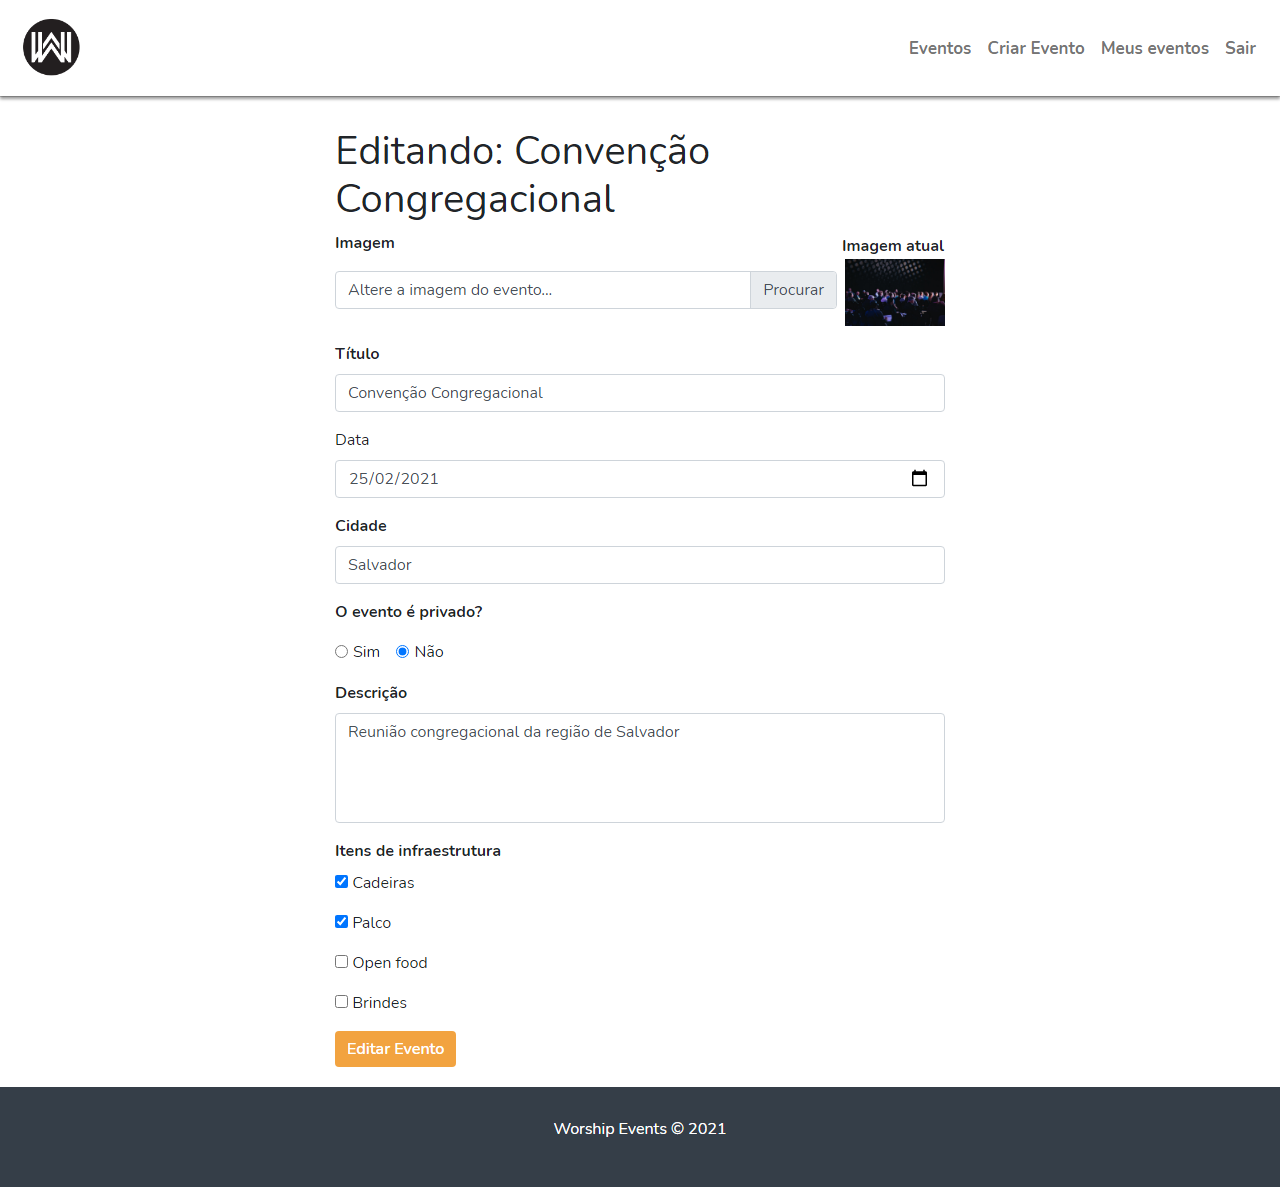 Eventos Criar Evento Meus eventos Sair
Editando: Convenção
Congregacional
Imagem
Imagem atual
Altere a imagem do evento... Procurar
Título
Convenção Congregacional
Data
25/02/2021
Cidade
Salvador
O evento é privado?
Sim Não
Descrição
Reunião congregacional da região de Salvador
Itens de infraestrutura
Cadeiras
Palco
Open food
Brindes
Editar Evento
Worship Events © 2021